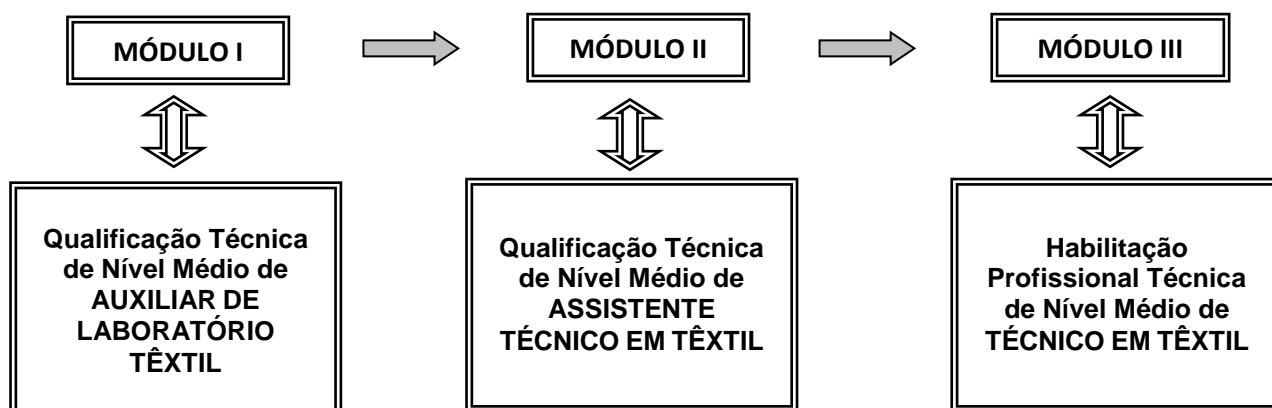 MÓDULO I
MÓDULO II
MÓDULO III
Qualificação Técnica
de Nível Médio de
AUXILIAR DE
LABORATÓRIO
TÊXTIL
Qualificação Técnica
de Nível Médio de
ASSISTENTE
TÉCNICO EM TÊXTIL
Habilitação
Profissional Técnica
de Nível Médio de
TÉCNICO EM TÊXTIL